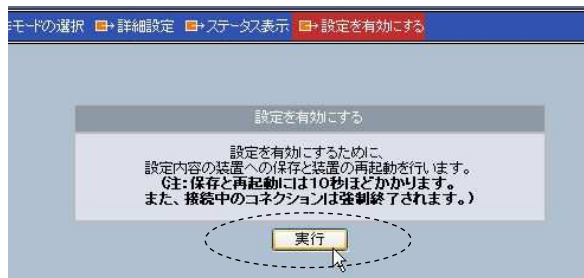 モードの選択 詳細設定 ステータス表示 設定を有効にする
設定を有効にする
設定を有効にするために、
設定内容の装置への保存と装置の再起動を行います。
(注:保存と再起動には10秒ほどかかります。
また、接続中のコネクションは強制終了されます。)
実行